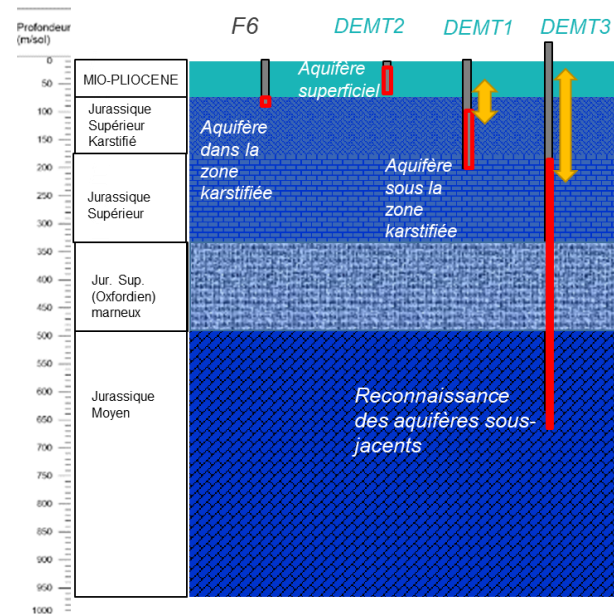 Profondeur
(m/sol)
F6
DEMT2
DEMT1
DEMT3
0
50
100
150
200
250
300
350
400
450
500
550
600
650
700
750
800
850
900
950
1000
MIO-PLIOCENE
Jurassique
Supérieur
Karstifié
Jurassique
Supérieur
Jur. Sup.
(Oxfordien)
marneux
Jurassique
Moyen
Aquifère
superficiel
Aquifère
dans la
zone
karstifiée
Aquifère
sous la
zone
karstifiée
Reconnaissance
des aquifères sous-
jacents